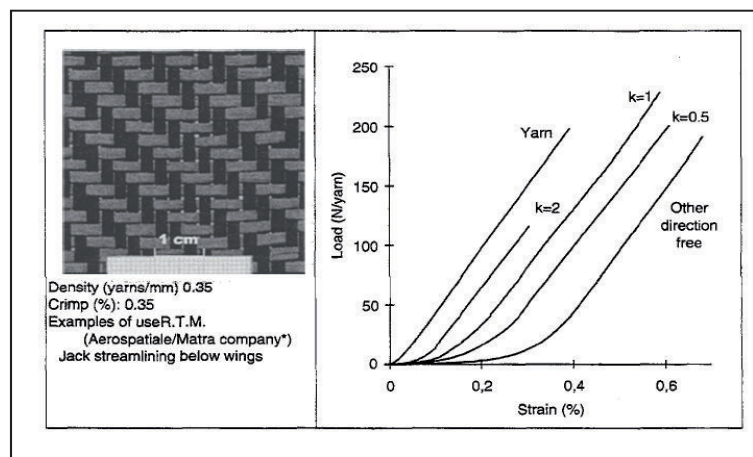 1 cm
Density (yarns/mm) 0.35
Crimp (%): 0.35
Examples of useR.T.M.
(Aerospatiale/Matra company*)
Jack streamlining below wings
Load (N/yarn)
250
200
150
100
50
0
0
0,2
0,4
0,6
0,8
Strain (%)
Yarn
k=2
k=1
k=0.5
Other
direction
free